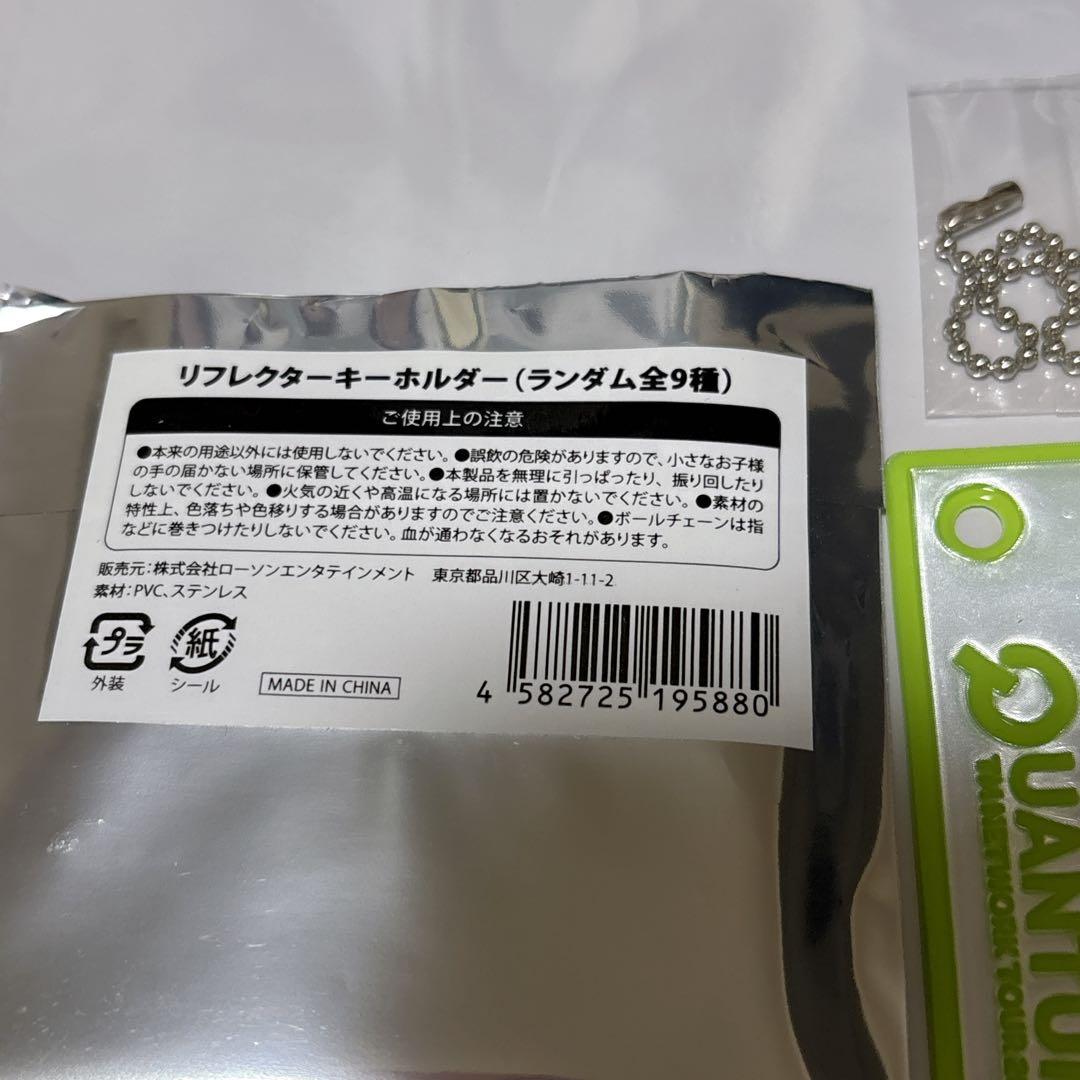 リフレクターキーホルダー(ランダム全9種)
ご使用上の注意
●本来の用途以外には使用しないでください。●誤飲の危険がありますので、小さなお子様
の手の届かない場所に保管してください。●本製品を無理に引っぱったり、振り回したり
しないでください。●火気の近くや高温になる場所には置かないでください。●素材の
特性上、色落ちや色移りする場合がありますのでご注意ください。●ボールチェーンは指
などに巻きつけたりしないでください。血が通わなくなるおそれがあります。
販売元:株式会社ローソンエンタテインメント 東京都品川区大崎1-11-2
素材:PVC、ステンレス
プラ
外装
紙
シール
MADE IN CHINA
4 582725 195880
QUANTU
NETWORK TOUR